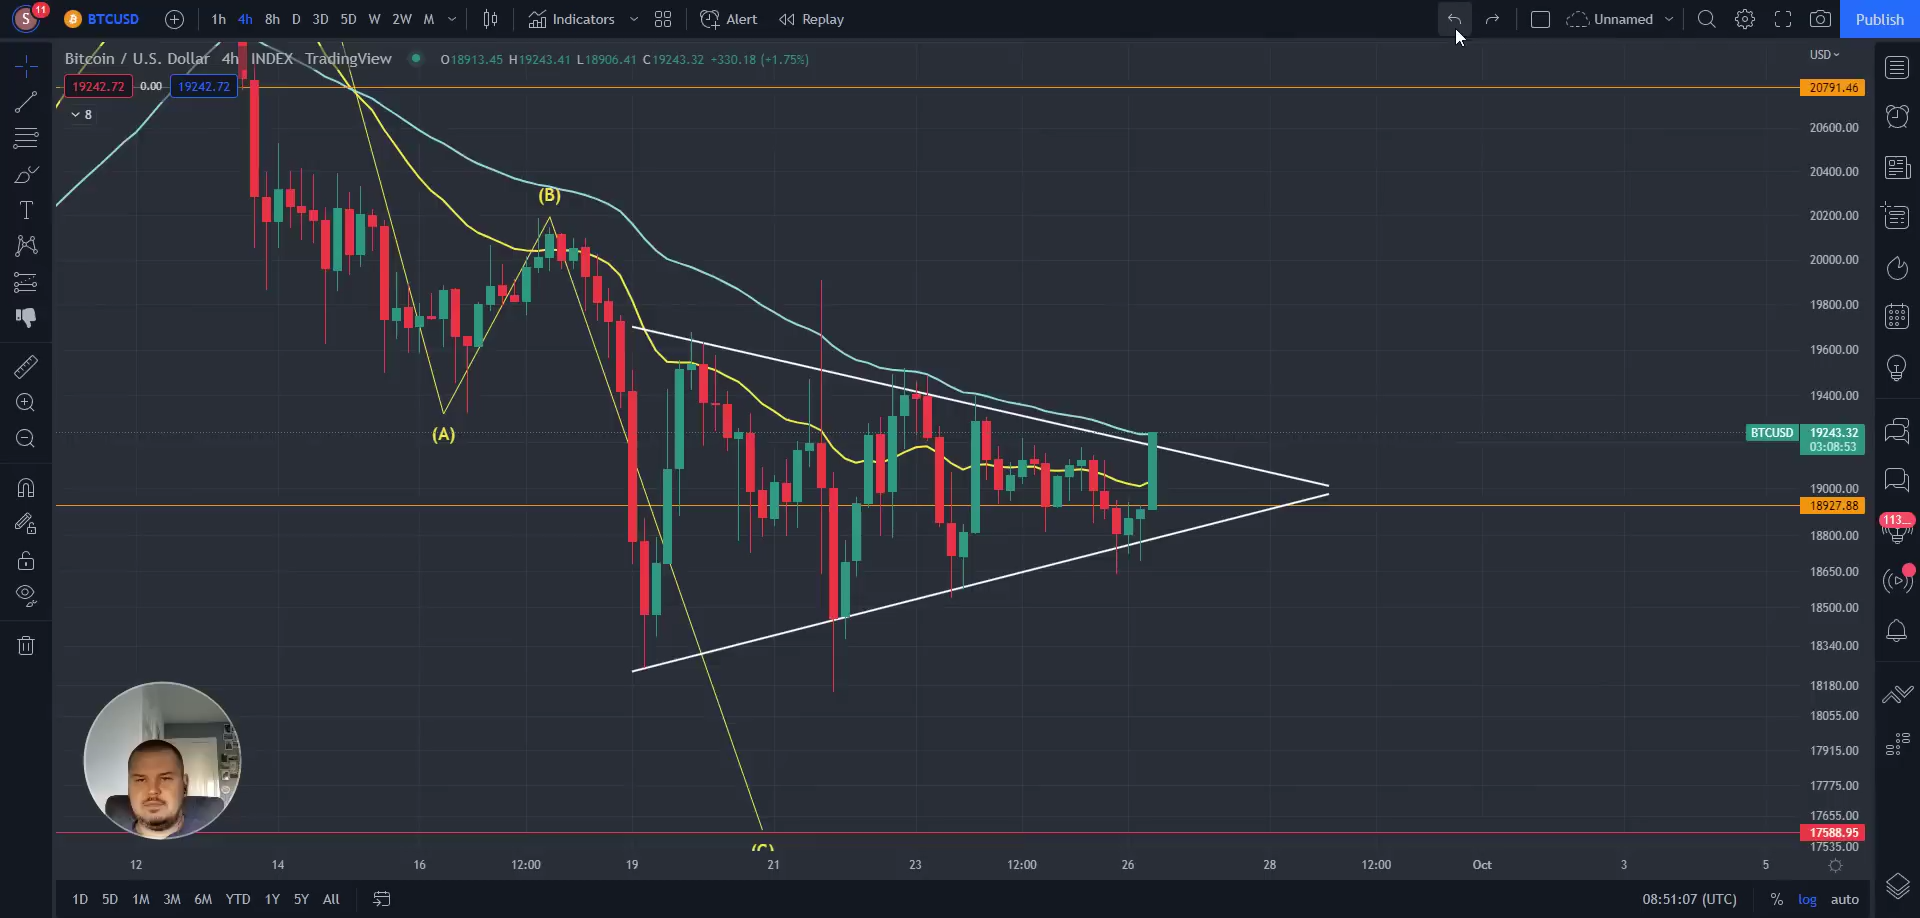 S 11 BTCUSD 1h 4h 8h D 3D 5D W 2W M Indicators Alert Replay Unnamed Publish
Bitcoin / U.S. Dollar 4h INDEX TradingView O18913.45 H19243.41 L18906.41 C19243.32 +330.18 (+1.75%)
USD
19242.72 0.00 19242.72
8
20791.46
20600.00
20400.00
20200.00
20000.00
19800.00
19600.00
19400.00
BTCUSD 19243.32
03:08:53
19000.00
18927.88
18800.00
18650.00
18500.00
18340.00
18180.00
18055.00
17915.00
17775.00
17655.00
17588.95
17535.00
(B)
(A)
(C)
113...
12 14 16 12:00 19 21 23 12:00 26 28 12:00 Oct 3 5
1D 5D 1M 3M 6M YTD 1Y 5Y All 08:51:07 (UTC) % log auto